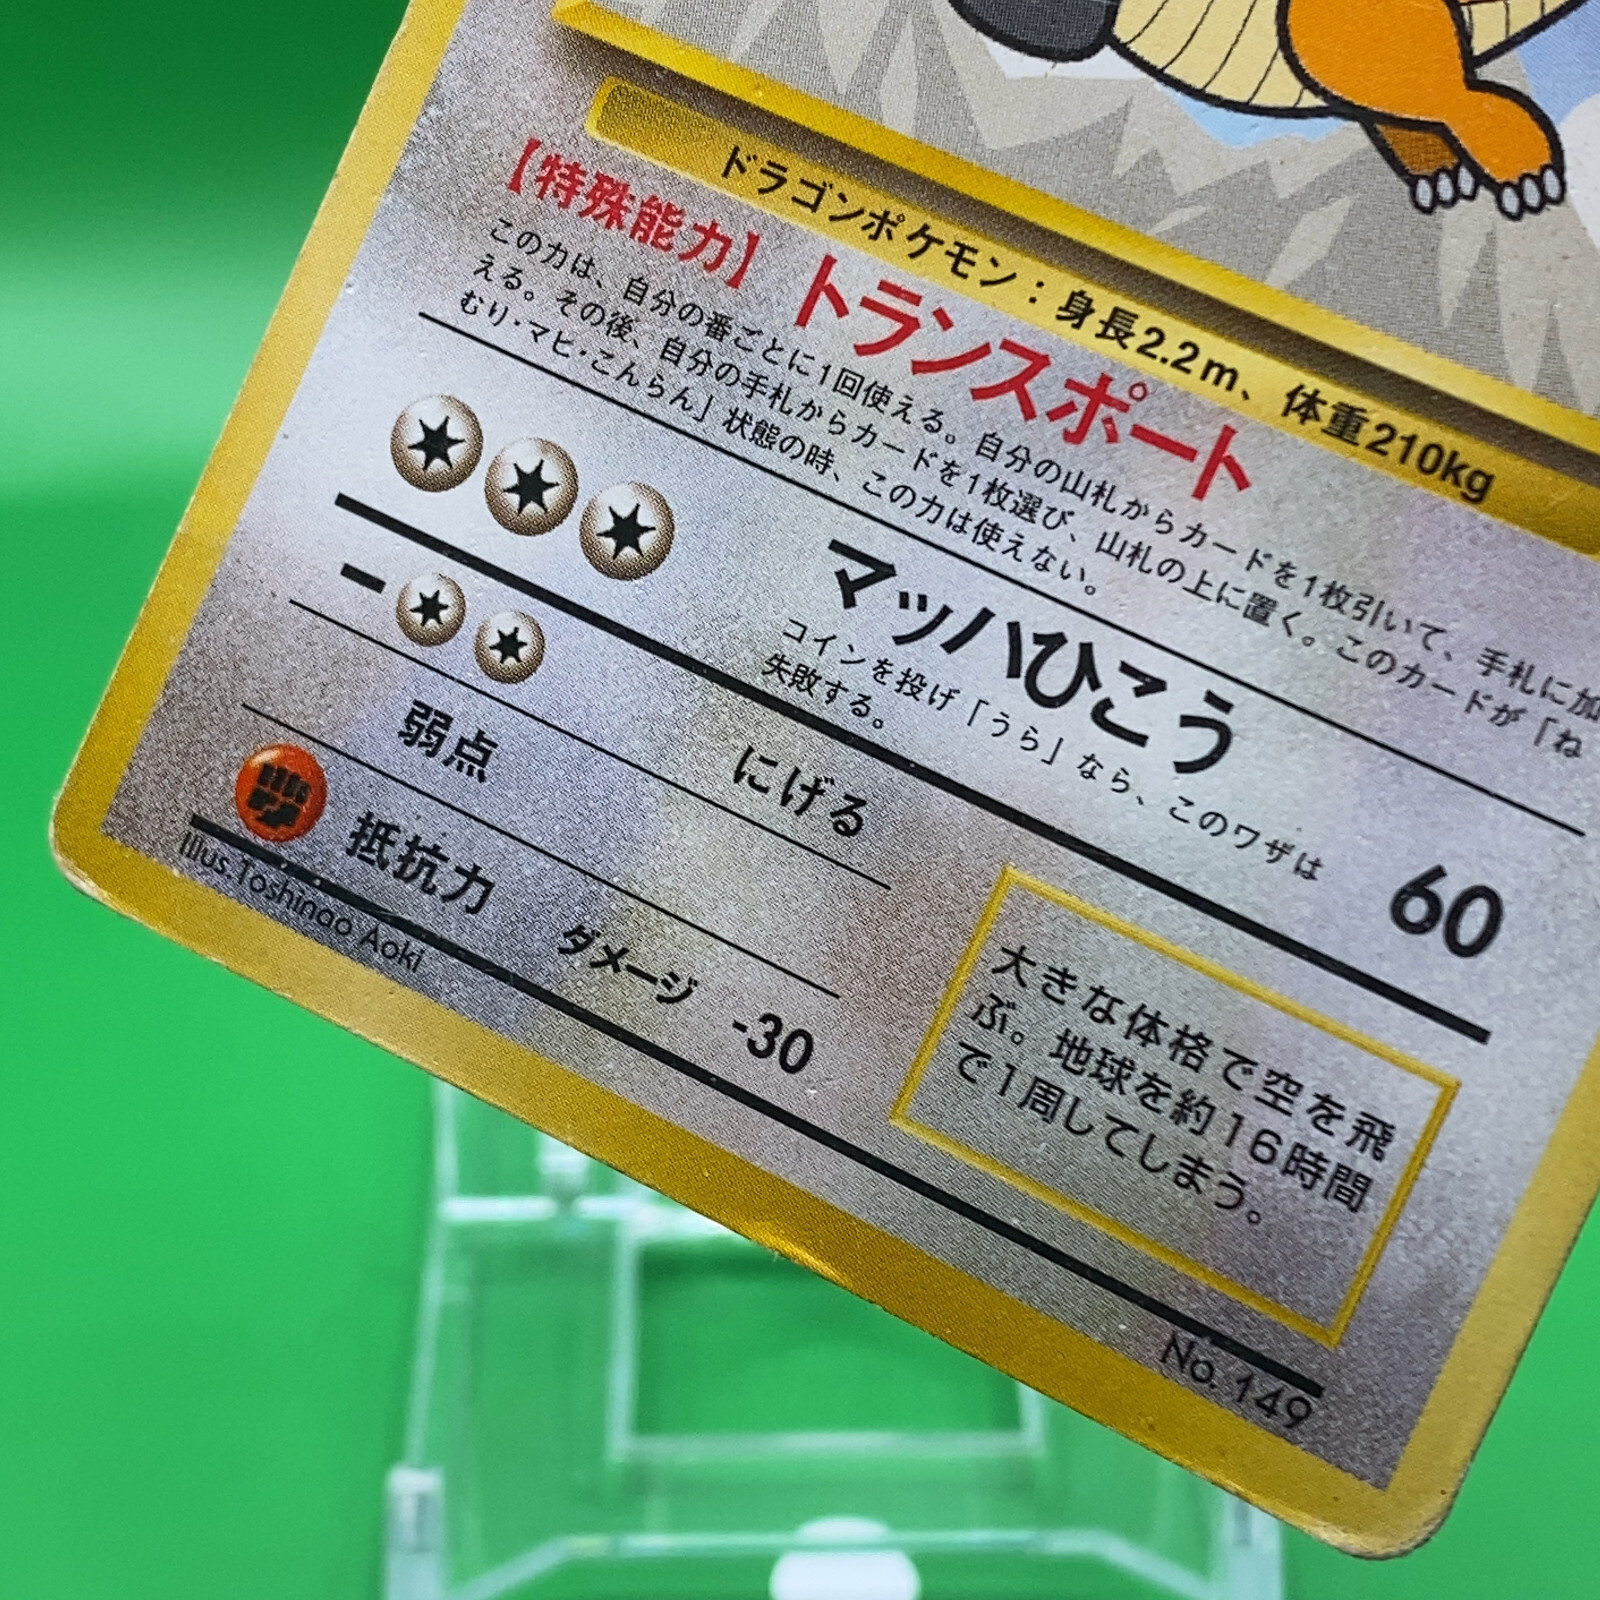 ドラゴンポケモン：身長2.2m、体重210kg
【特殊能力】トランスポート
この力は、自分の番ごとに1回使える。自分の山札からカードを1枚引いて、手札に加
える。その後、自分の手札からカードを1枚選び、山札の上に置く。このカードが「ね
むり･マヒ･こんらん」状態の時、この力は使えない。
マッハひこう 60
コインを投げ「うら」なら、このワザは
失敗する。
-
弱点 にげる
抵抗力 ダメージ -30
大きな体格で空を飛
ぶ。地球を約16時間
で1周してしまう。
Illus.Toshinao Aoki
No. 149